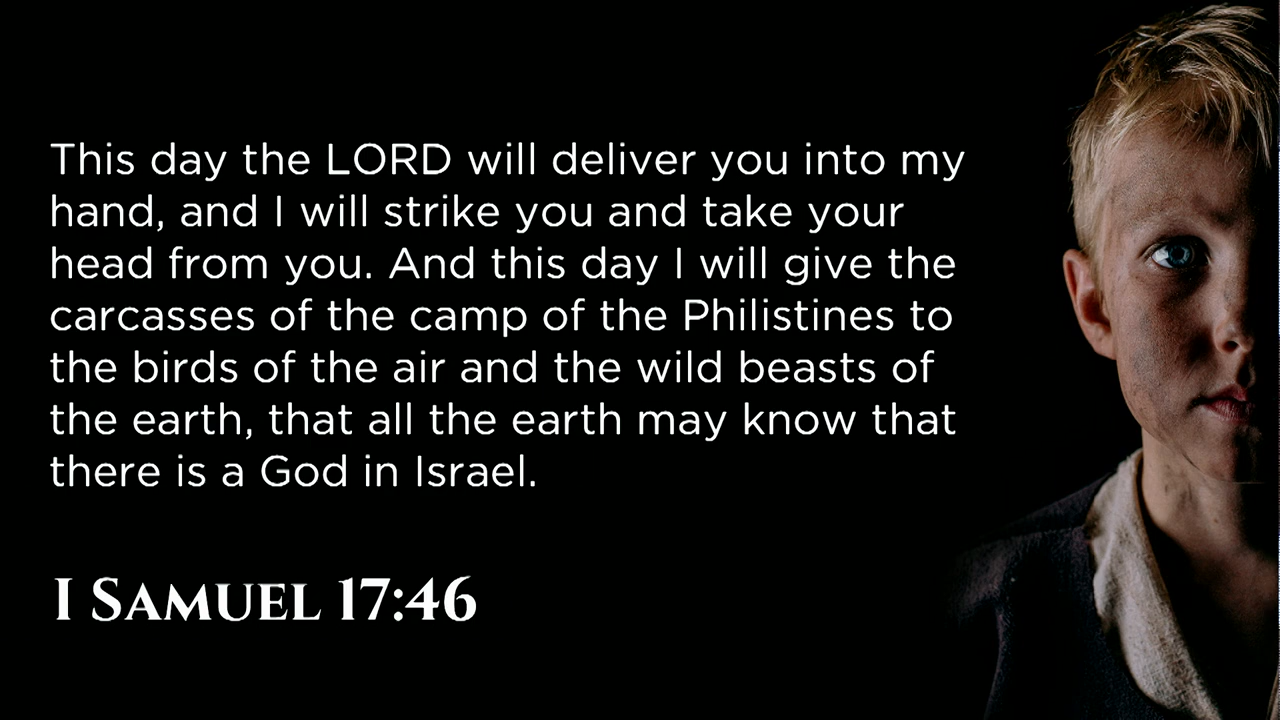 This day the LORD will deliver you into my
hand, and I will strike you and take your
head from you. And this day I will give the
carcasses of the camp of the Philistines to
the birds of the air and the wild beasts of
the earth, that all the earth may know that
there is a God in Israel.
I Samuel 17:46